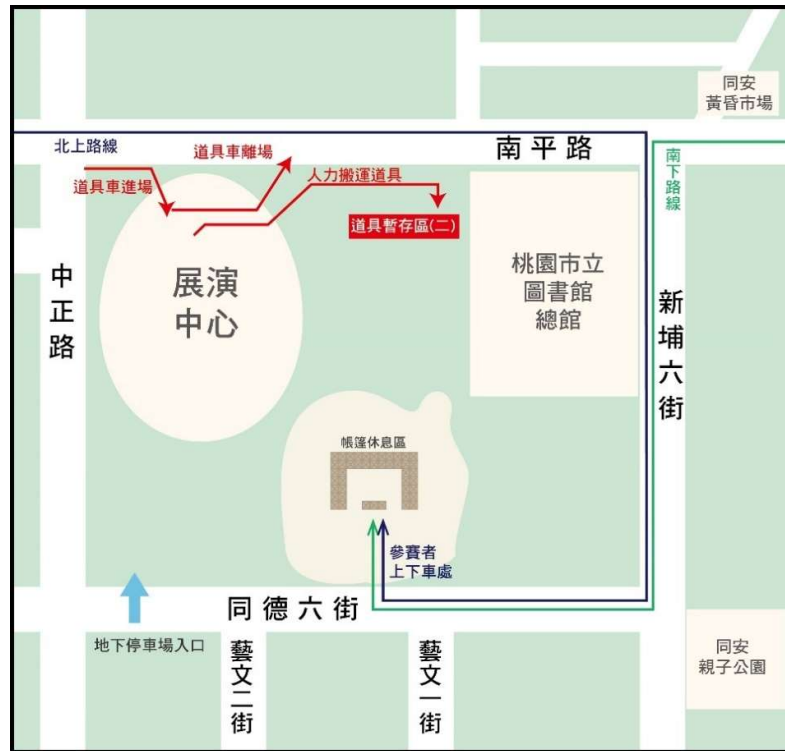 同安
黃昏市場
北上路線
道具車離場
南平路
道具車進場
人力搬運道具
南下路線
道具暫存區(二)
展演
中心
桃園市立
圖書館
總館
中正路
新埔六街
帳篷休息區
參賽者
上下車處
同德六街
地下停車場入口
藝文二街
藝文一街
同安
親子公園